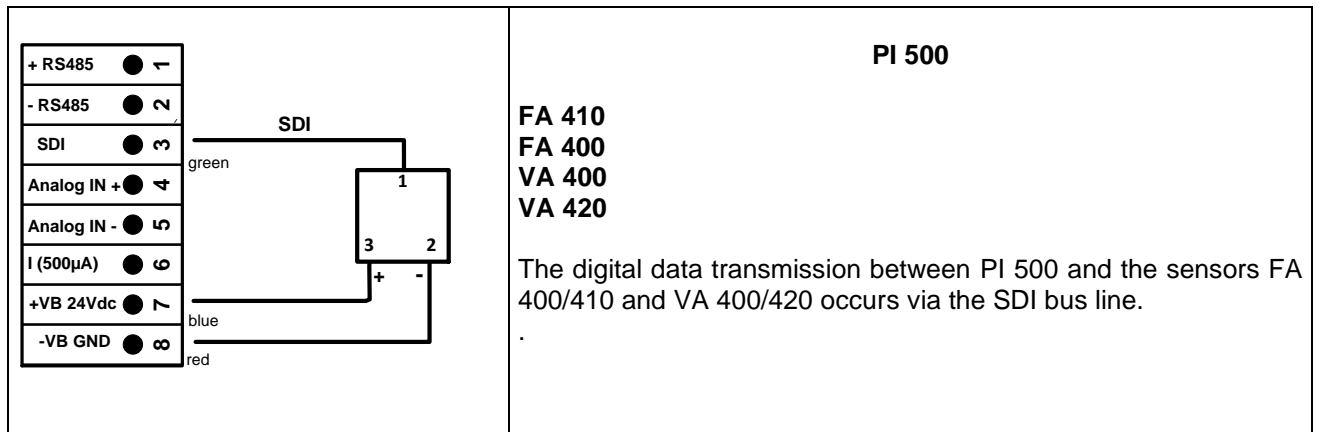 + RS485 1
- RS485 2
SDI 3
Analog IN + 4
Analog IN - 5
I (500µA) 6
+VB 24Vdc 7
-VB GND 8
SDI
green
1
3 2
+ -
blue
red
PI 500
FA 410
FA 400
VA 400
VA 420
The digital data transmission between PI 500 and the sensors FA
400/410 and VA 400/420 occurs via the SDI bus line.
.